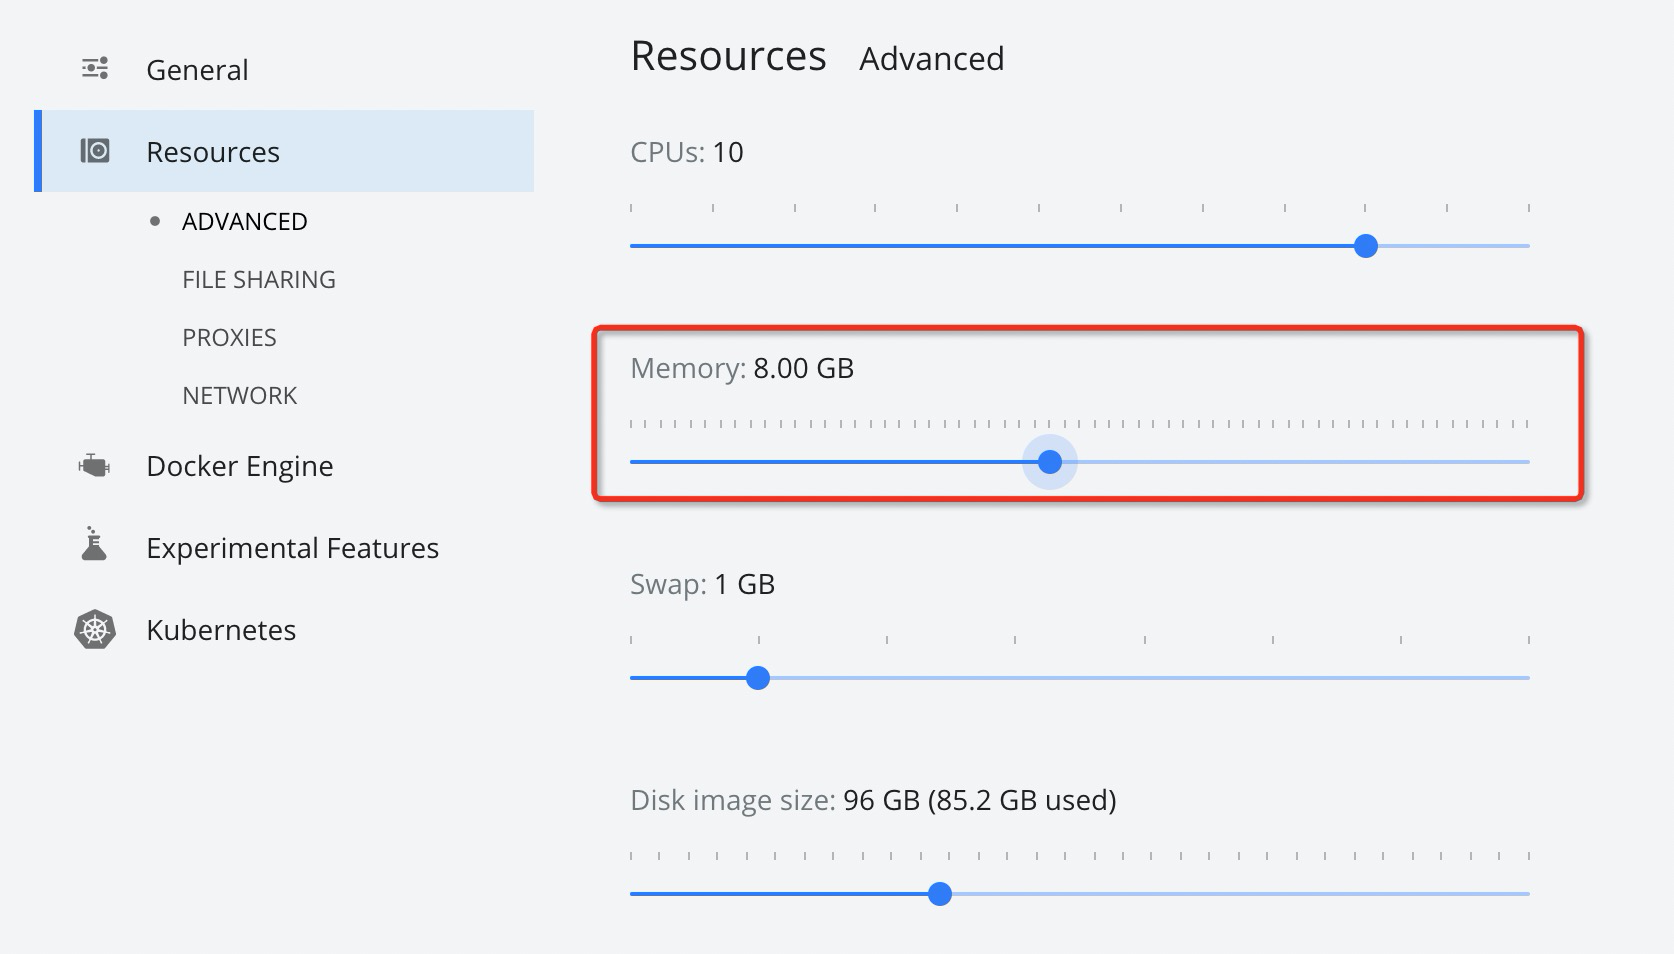 General
Resources
ADVANCED
FILE SHARING
PROXIES
NETWORK
Docker Engine
Experimental Features
Kubernetes
Resources Advanced
CPUs: 10
Memory: 8.00 GB
Swap: 1 GB
Disk image size: 96 GB (85.2 GB used)